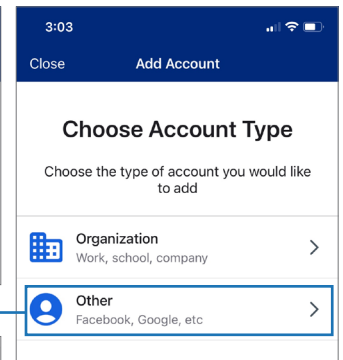 3:03
Close Add Account
Choose Account Type
Choose the type of account you would like
to add
Organization
Work, school, company
Other
Facebook, Google, etc